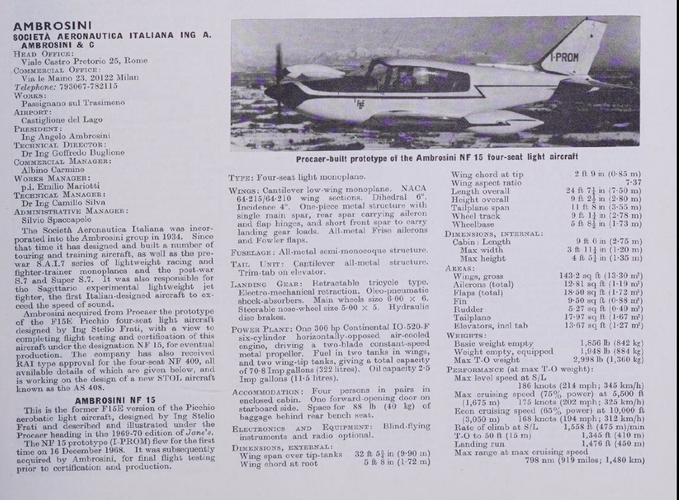 AMBROSINI
SOCIETÀ AERONAUTICA ITALIANA ING A.
AMBROSINI & C
HEAD OFFICE:
Viale Castro Pretorio 25, Rome
COMMERCIAL OFFICE:
Via le Maino 23, 20122 Milan
Telephone: 793067-782115
WORKS:
Passignano sul Trasimeno
AIRPORT:
Castiglione del Lago
PRESIDENT:
Ing Angelo Ambrosini
TECHNICAL DIRECTOR:
Dr Ing Goffredo Buglione
COMMERCIAL MANAGER:
Albino Carmino
WORKS MANAGER:
p.i. Emilio Mariotti
TECHNICAL MANAGER:
Dr Ing Camillo Silva
ADMINISTRATIVE MANAGER:
Silvio Spaccapelo
The Società Aeronautica Italiana was incor-
porated into the Ambrosini group in 1934. Since
that time it has designed and built a number of
touring and training aircraft, as well as the pre-
war S.A.I.7 series of lightweight racing and
fighter-trainer monoplanes and the post-war
S.7 and Super S.7. It was also responsible for
the Sagittario experimental lightweight jet
fighter, the first Italian-designed aircraft to ex-
ceed the speed of sound.
Ambrosini acquired from Procaer the prototype
of the F15E Picchio four-seat light aircraft
designed by Ing Stelio Frati, with a view to
completing flight testing and certification of this
aircraft under the designation NF 15, for eventual
production. The company has also received
RAI type approval for the four-seat NF 409, all
available details of which are given below, and
is working on the design of a new STOL aircraft
known as the AS 408.
AMBROSINI NF 15
This is the former F15E version of the Picchio
light aircraft, designed by Ing Stelio
Frati and described and illustrated under the
Procaer heading in the 1969-70 edition of Jane's.
The NF 15 prototype (I-PROM) flew for the first
time on 16 December 1968. It was subsequently
acquired by Ambrosini, for final flight testing
prior to certification and production.
I-PROM
Procaer-built prototype of the Ambrosini NF 15 four-seat light aircraft
TYPE: Four-seat light monoplane.
WINGS: Cantilever low-wing monoplane. NACA
64-215/64-210 wing sections. Dihedral 6°.
Incidence 4°. One-piece metal structure with
single main spar, rear spar carrying aileron
and flap hinges, and short front spar to carry
landing gear loads. All-metal Frise ailerons
and Fowler flaps.
FUSELAGE: All-metal semi-monocoque structure.
TAIL UNIT: Cantilever all-metal structure.
Trim-tab on elevator.
LANDING GEAR: Retractable tricycle type.
Electro-mechanical retraction. Oleo-pneumatic
shock-absorbers. Main wheels size 6·00 × 6.
Steerable nose-wheel size 5·00 × 5. Hydraulic
disc brakes.
POWER PLANT: One 300 hp Continental IO-520-F
six-cylinder horizontally-opposed air-cooled
engine, driving a two-blade constant-speed
metal propeller. Fuel in two tanks in wings,
and two wing-tip tanks, giving a total capacity
of 70·8 Imp gallons (322 litres). Oil capacity 2·5
Imp gallons (11·5 litres).
ACCOMMODATION: Four persons in pairs in
enclosed cabin. One forward-opening door on
starboard side. Space for 88 lb (40 kg) of
baggage behind rear bench seat.
ELECTRONICS AND EQUIPMENT: Blind-flying
instruments and radio optional.
DIMENSIONS, EXTERNAL:
Wing span over tip-tanks 32 ft 5½ in (9·90 m)
Wing chord at root 5 ft 8 in (1·72 m)
Wing chord at tip 2 ft 9 in (0·85 m)
Wing aspect ratio 7·37
Length overall 24 ft 7¼ in (7·50 m)
Height overall 9 ft 2¼ in (2·80 m)
Tailplane span 11 ft 8 in (3·55 m)
Wheel track 9 ft 1½ in (2·78 m)
Wheelbase 5 ft 8¼ in (1·73 m)
DIMENSIONS, INTERNAL:
Cabin: Length 9 ft 0 in (2·75 m)
Max width 3 ft 11¼ in (1·20 m)
Max height 4 ft 5¼ in (1·35 m)
AREAS:
Wings, gross 143·2 sq ft (13·30 m²)
Ailerons (total) 12·81 sq ft (1·19 m²)
Flaps (total) 18·50 sq ft (1·72 m²)
Fin 9·50 sq ft (0·88 m²)
Rudder 5·27 sq ft (0·49 m²)
Tailplane 17·97 sq ft (1·67 m²)
Elevators, incl tab 13·67 sq ft (1·27 m²)
WEIGHTS:
Basic weight empty 1,856 lb (842 kg)
Weight empty, equipped 1,948 lb (884 kg)
Max T-O weight 2,998 lb (1,360 kg)
PERFORMANCE (at max T-O weight):
Max level speed at S/L
186 knots (214 mph; 345 km/h)
Max cruising speed (75% power) at 5,500 ft
(1,675 m) 175 knots (202 mph; 325 km/h)
Econ cruising speed (65% power) at 10,000 ft
(3,050 m) 168 knots (194 mph; 312 km/h)
Rate of climb at S/L 1,558 ft (475 m)/min
T-O to 50 ft (15 m) 1,345 ft (410 m)
Landing run 1,476 ft (450 m)
Max range at max cruising speed
798 nm (919 miles; 1,480 km)